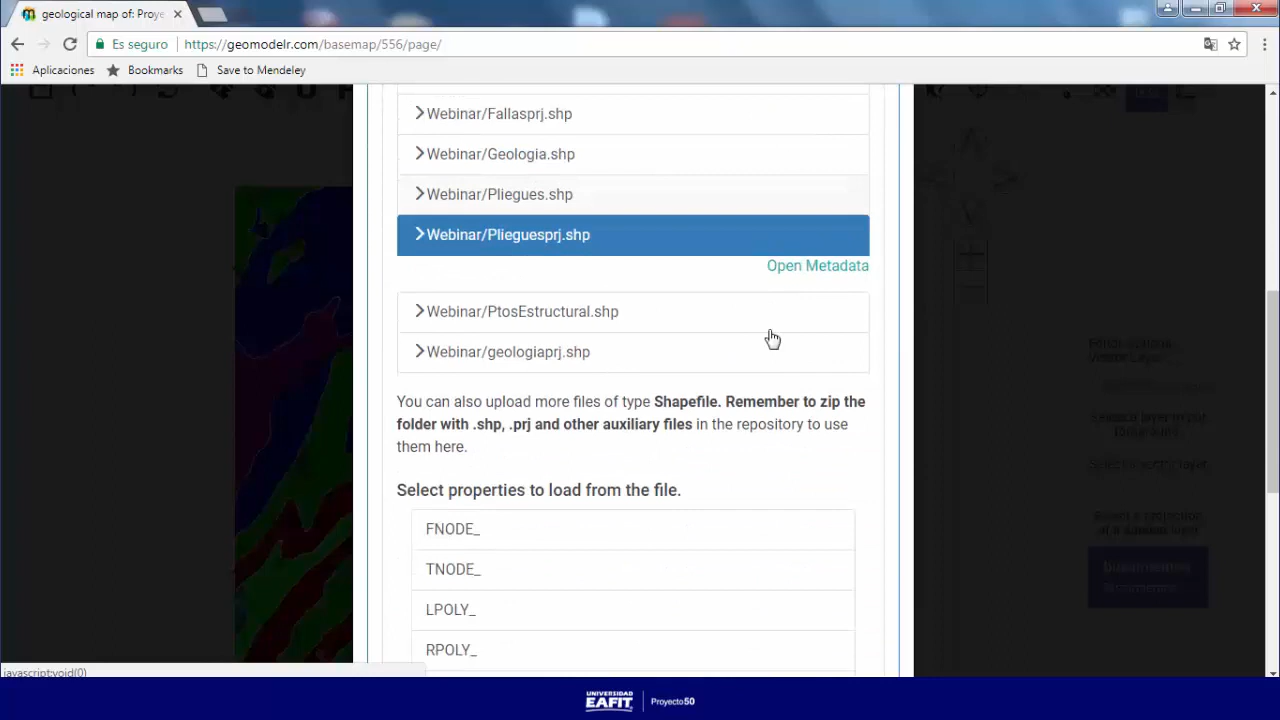 geological map of: Proye
Es seguro
https://geomodelr.com/basemap/556/page/
Aplicaciones
Bookmarks
Save to Mendeley
Webinar/Fallasprj.shp
Webinar/Geologia.shp
Webinar/Pliegues.shp
Webinar/Plieguesprj.shp
Open Metadata
Webinar/PtosEstructural.shp
Webinar/geologiaprj.shp
You can also upload more files of type Shapefile. Remember to zip the
folder with .shp, .prj and other auxiliary files in the repository to use
them here.
Select properties to load from the file.
FNODE_
TNODE_
LPOLY_
RPOLY_
javascript:void(0)
UNIVERSIDAD
EAFIT
Proyecto50